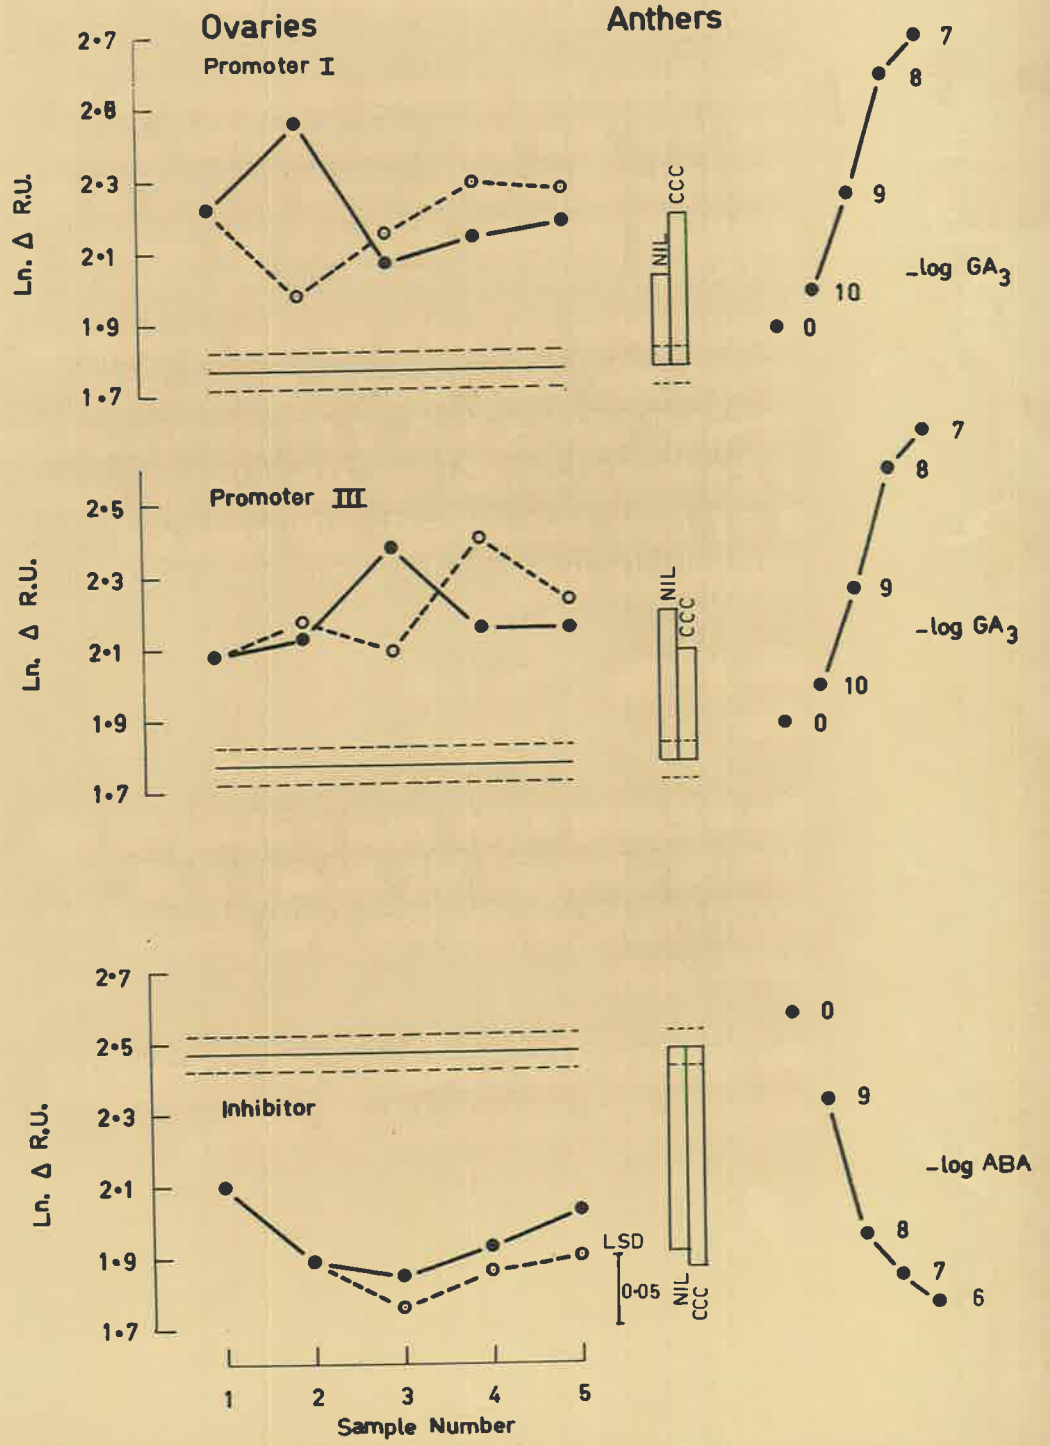 Ovaries
Anthers
Promoter I
2•7
2•8
2•3
2•1
1•9
1•7
Ln. Δ R.U.
NIL
CCC
7
8
9
10
0
-log GA3
Promoter III
2•5
2•3
2•1
1•9
1•7
Ln. Δ R.U.
NIL
CCC
7
8
9
10
0
-log GA3
2•7
2•5
2•3
2•1
1•9
1•7
Ln. Δ R.U.
Inhibitor
LSD
0•05
NIL
CCC
0
9
8
7
6
-log ABA
1 2 3 4 5
Sample Number